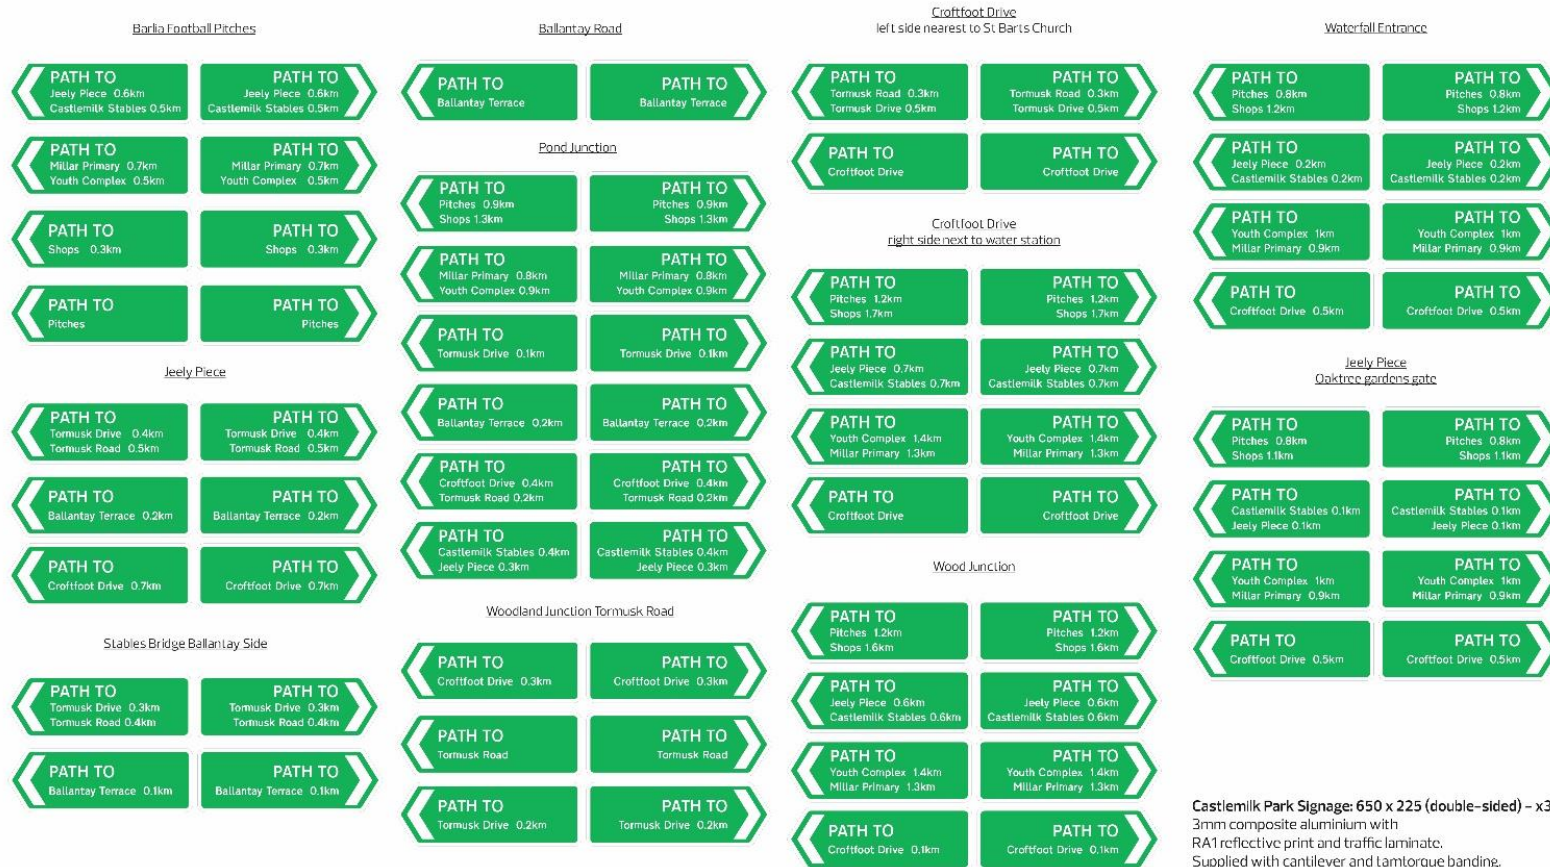 Barlia Football Pitches
PATH TO
Jeely Piece 0.6km
Castlemilk Stables 0.5km
PATH TO
Jeely Piece 0.6km
Castlemilk Stables 0.5km
PATH TO
Millar Primary 0.7km
Youth Complex 0.5km
PATH TO
Millar Primary 0.7km
Youth Complex 0.5km
PATH TO
Shops 0.3km
PATH TO
Shops 0.3km
PATH TO
Pitches
PATH TO
Pitches
Jeely Piece
PATH TO
Tormusk Drive 0.4km
Tormusk Road 0.5km
PATH TO
Tormusk Drive 0.4km
Tormusk Road 0.5km
PATH TO
Ballantay Terrace 0.2km
PATH TO
Ballantay Terrace 0.2km
PATH TO
Croftfoot Drive 0.7km
PATH TO
Croftfoot Drive 0.7km
Stables Bridge Ballantay Side
PATH TO
Tormusk Drive 0.3km
Tormusk Road 0.4km
PATH TO
Tormusk Drive 0.3km
Tormusk Road 0.4km
PATH TO
Ballantay Terrace 0.1km
PATH TO
Ballantay Terrace 0.1km
Ballantay Road
PATH TO
Ballantay Terrace
PATH TO
Ballantay Terrace
Pond Junction
PATH TO
Pitches 0.9km
Shops 1.3km
PATH TO
Pitches 0.9km
Shops 1.3km
PATH TO
Millar Primary 0.8km
Youth Complex 0.9km
PATH TO
Millar Primary 0.8km
Youth Complex 0.9km
PATH TO
Tormusk Drive 0.1km
PATH TO
Tormusk Drive 0.1km
PATH TO
Ballantay Terrace 0.2km
PATH TO
Ballantay Terrace 0.2km
PATH TO
Croftfoot Drive 0.4km
Tormusk Road 0.2km
PATH TO
Croftfoot Drive 0.4km
Tormusk Road 0.2km
PATH TO
Castlemilk Stables 0.4km
Jeely Piece 0.3km
PATH TO
Castlemilk Stables 0.4km
Jeely Piece 0.3km
Woodland Junction Tormusk Road
PATH TO
Croftfoot Drive 0.3km
PATH TO
Croftfoot Drive 0.3km
PATH TO
Tormusk Road
PATH TO
Tormusk Road
PATH TO
Tormusk Drive 0.2km
PATH TO
Tormusk Drive 0.2km
Croftfoot Drive
left side nearest to St Barts Church
PATH TO
Tormusk Road 0.3km
Tormusk Drive 0.5km
PATH TO
Tormusk Road 0.3km
Tormusk Drive 0.5km
PATH TO
Croftfoot Drive
PATH TO
Croftfoot Drive
Croftfoot Drive
right side next to water station
PATH TO
Pitches 1.2km
Shops 1.7km
PATH TO
Pitches 1.2km
Shops 1.7km
PATH TO
Jeely Piece 0.7km
Castlemilk Stables 0.7km
PATH TO
Jeely Piece 0.7km
Castlemilk Stables 0.7km
PATH TO
Youth Complex 1.4km
Millar Primary 1.3km
PATH TO
Youth Complex 1.4km
Millar Primary 1.3km
PATH TO
Croftfoot Drive
PATH TO
Croftfoot Drive
Wood Junction
PATH TO
Pitches 1.2km
Shops 1.6km
PATH TO
Pitches 1.2km
Shops 1.6km
PATH TO
Jeely Piece 0.6km
Castlemilk Stables 0.6km
PATH TO
Jeely Piece 0.6km
Castlemilk Stables 0.6km
PATH TO
Youth Complex 1.4km
Millar Primary 1.3km
PATH TO
Youth Complex 1.4km
Millar Primary 1.3km
PATH TO
Croftfoot Drive 0.1km
PATH TO
Croftfoot Drive 0.1km
Waterfall Entrance
PATH TO
Pitches 0.8km
Shops 1.2km
PATH TO
Pitches 0.8km
Shops 1.2km
PATH TO
Jeely Piece 0.2km
Castlemilk Stables 0.2km
PATH TO
Jeely Piece 0.2km
Castlemilk Stables 0.2km
PATH TO
Youth Complex 1km
Millar Primary 0.9km
PATH TO
Youth Complex 1km
Millar Primary 0.9km
PATH TO
Croftfoot Drive 0.5km
PATH TO
Croftfoot Drive 0.5km
Jeely Piece
Oaktree gardens gate
PATH TO
Pitches 0.8km
Shops 1.1km
PATH TO
Pitches 0.8km
Shops 1.1km
PATH TO
Castlemilk Stables 0.1km
Jeely Piece 0.1km
PATH TO
Castlemilk Stables 0.1km
Jeely Piece 0.1km
PATH TO
Youth Complex 1km
Millar Primary 0.9km
PATH TO
Youth Complex 1km
Millar Primary 0.9km
PATH TO
Croftfoot Drive 0.5km
PATH TO
Croftfoot Drive 0.5km
Castlemilk Park Signage: 650 x 225 (double-sided) - x3
3mm composite aluminium with
RA1 reflective print and traffic laminate.
Supplied with cantilever and tamtorque banding.